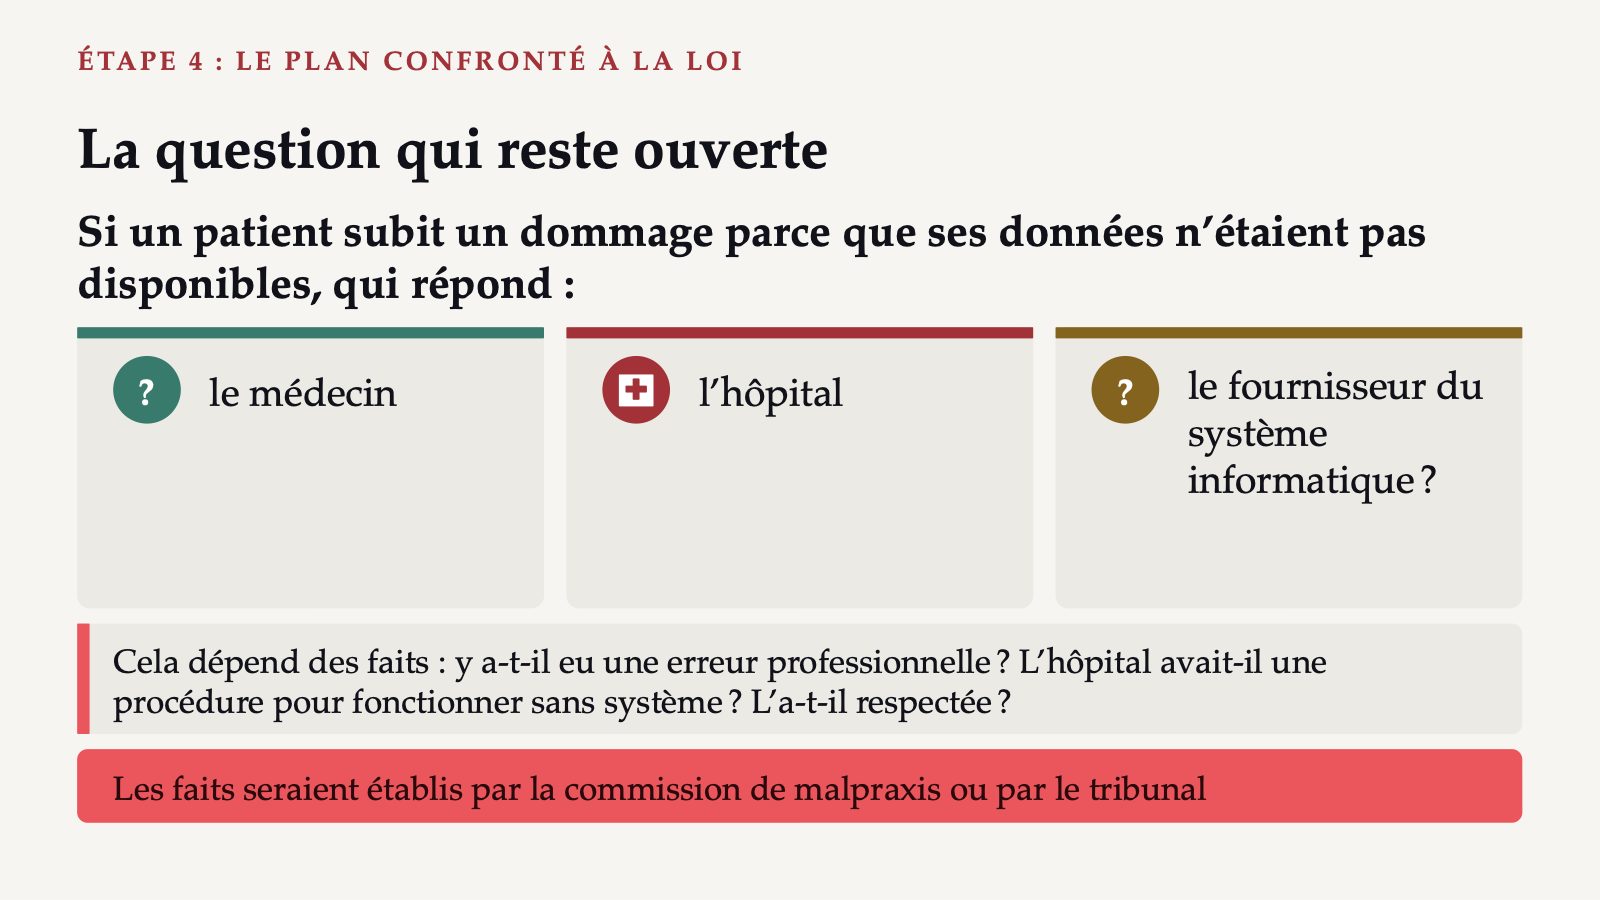 ÉTAPE 4 : LE PLAN CONFRONTÉ À LA LOI
La question qui reste ouverte
Si un patient subit un dommage parce que ses données n’étaient pas
disponibles, qui répond :
? le médecin
l’hôpital
? le fournisseur du
système
informatique ?
Cela dépend des faits : y a-t-il eu une erreur professionnelle ? L’hôpital avait-il une
procédure pour fonctionner sans système ? L’a-t-il respectée ?
Les faits seraient établis par la commission de malpraxis ou par le tribunal